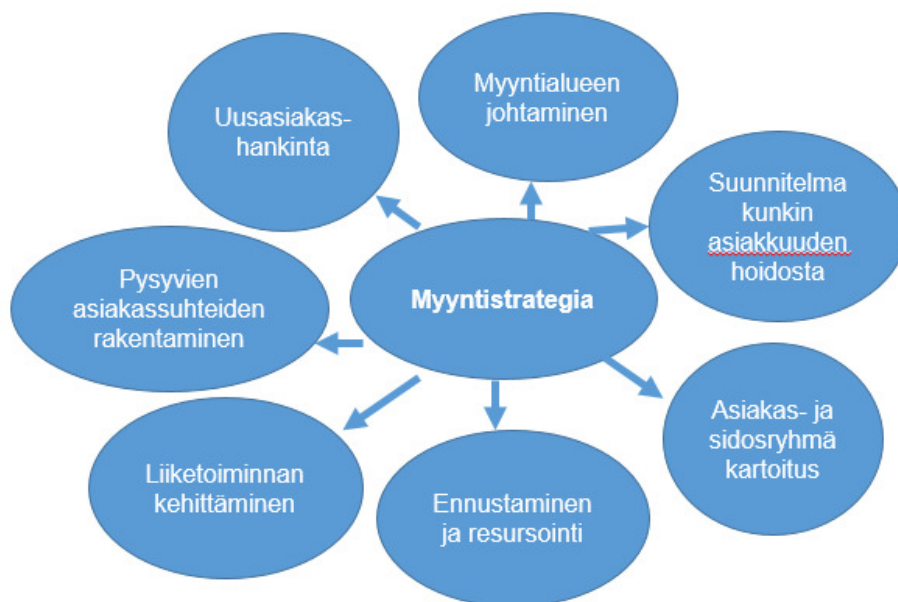 Uusasiakas-
hankinta
Myyntialueen
johtaminen
Suunnitelma
kunkin
asiakkuuden
hoidosta
Pysyvien
asiakassuhteiden
rakentaminen
Myyntistrategia
Asiakas- ja
sidosryhmä
kartoitus
Liiketoiminnan
kehittäminen
Ennustaminen
ja resursointi